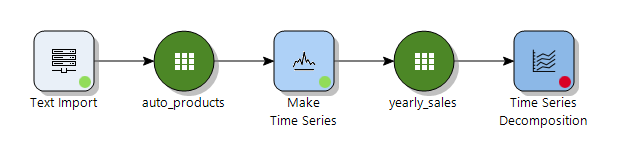 Text Import
auto_products
Make
Time Series
yearly_sales
Time Series
Decomposition